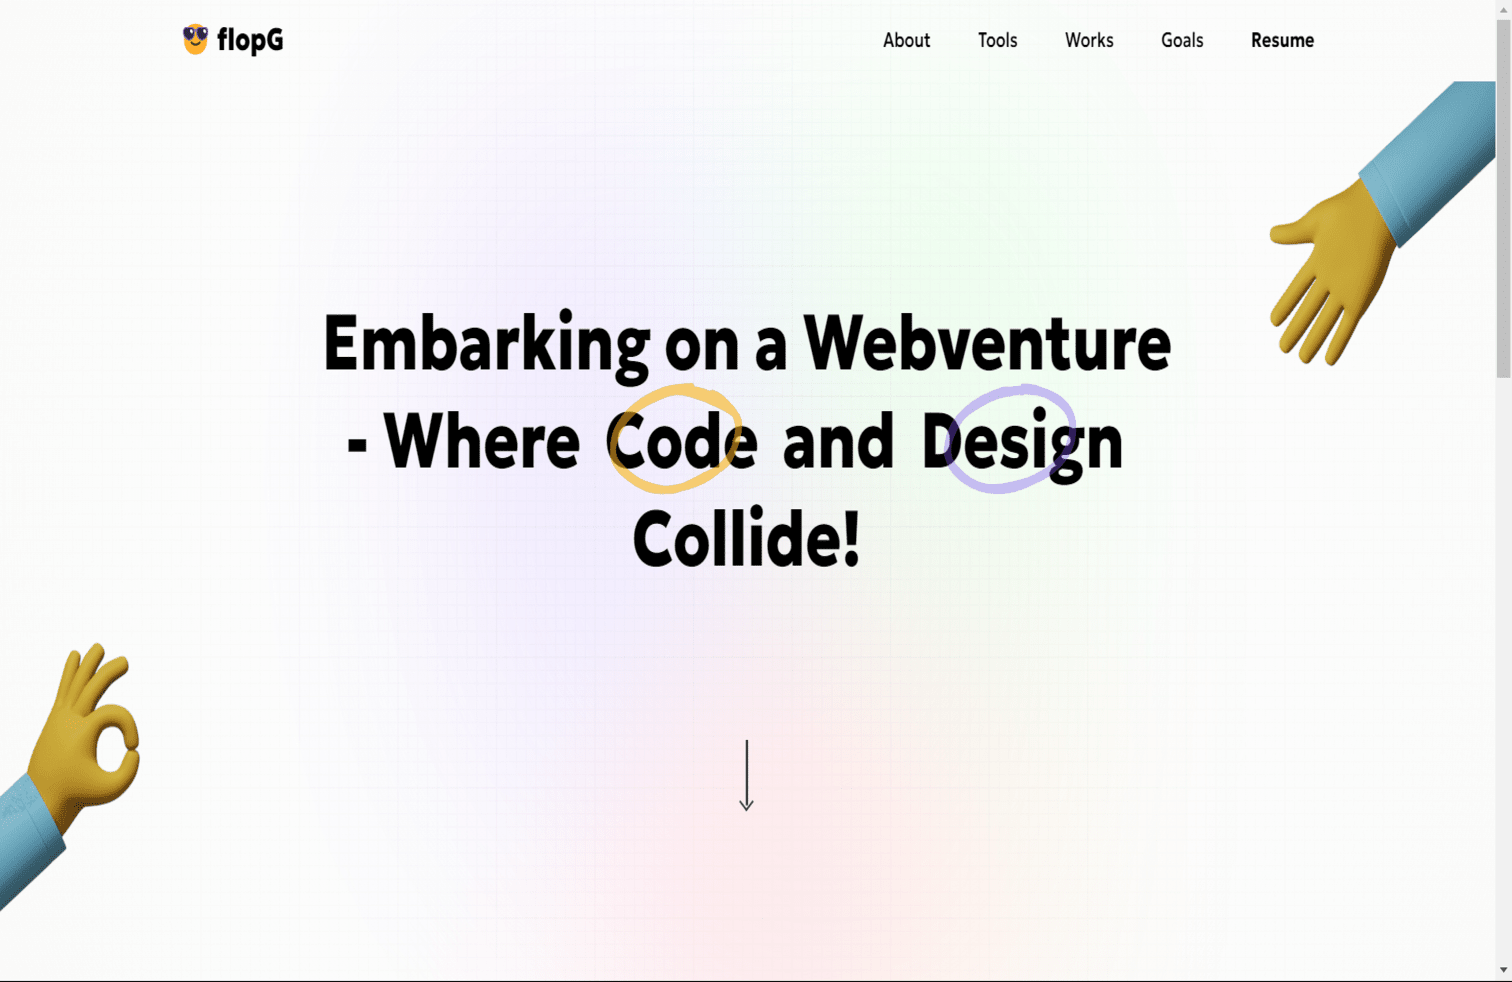 flopG
About Tools Works Goals Resume
Embarking on a Webventure
- Where Code and Design
Collide!